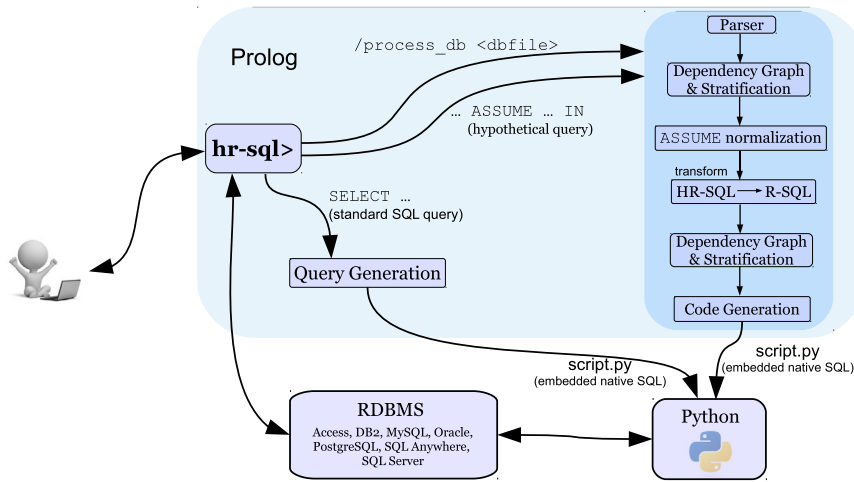 Prolog
/process_db <dbfile>
… ASSUME … IN
(hypothetical query)
hr-sql>
SELECT …
(standard SQL query)
Query Generation
Parser
Dependency Graph
& Stratification
ASSUME normalization
transform
HR-SQL R-SQL
Dependency Graph
& Stratification
Code Generation
script.py
(embedded native SQL)
script.py
(embedded native SQL)
RDBMS
Access, DB2, MySQL, Oracle,
PostgreSQL, SQL Anywhere,
SQL Server
Python